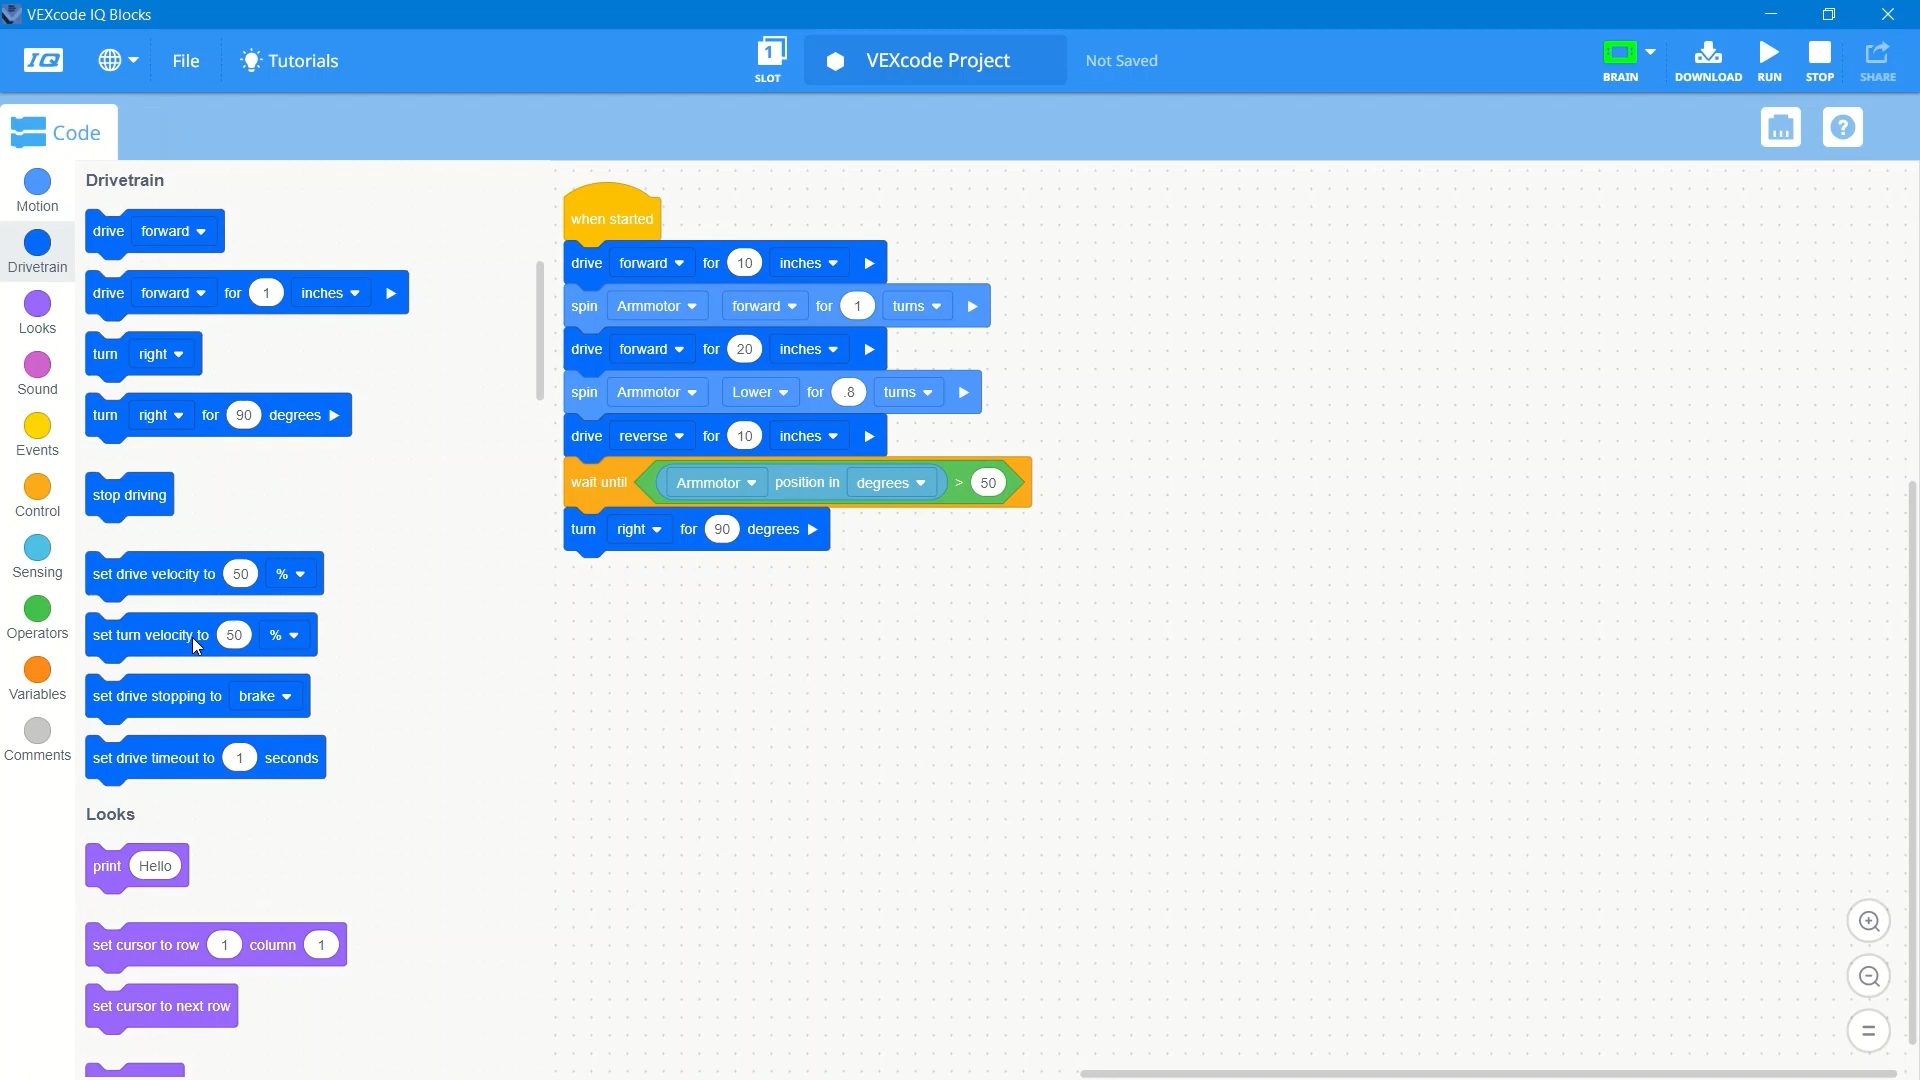 VEXcode IQ Blocks
IQ
File
Tutorials
1
SLOT
VEXcode Project
Not Saved
BRAIN
DOWNLOAD
RUN
STOP
SHARE
Code
Motion
Drivetrain
Looks
Sound
Events
Control
Sensing
Operators
Variables
Comments
Drivetrain
drive forward
drive forward for 1 inches
turn right
turn right for 90 degrees
stop driving
set drive velocity to 50 %
set turn velocity to 50 %
set drive stopping to brake
set drive timeout to 1 seconds
Looks
print Hello
set cursor to row 1 column 1
set cursor to next row
when started
drive forward for 10 inches
spin Armmotor forward for 1 turns
drive forward for 20 inches
spin Armmotor Lower for .8 turns
drive reverse for 10 inches
wait until Armmotor position in degrees > 50
turn right for 90 degrees